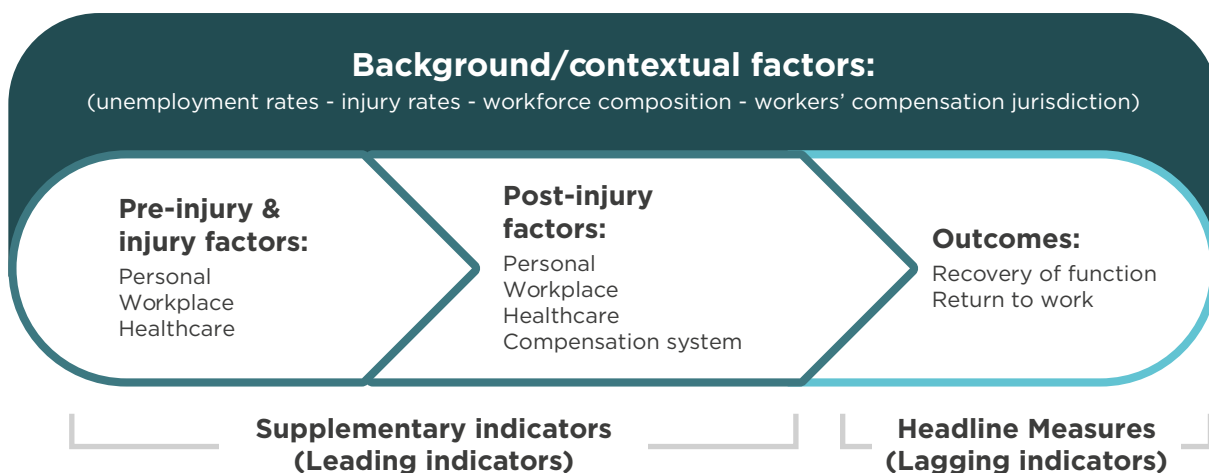 Background/contextual factors:
(unemployment rates - injury rates - workforce composition - workers’ compensation jurisdiction)
Pre-injury &
injury factors:
Personal
Workplace
Healthcare
Post-injury
factors:
Personal
Workplace
Healthcare
Compensation system
Outcomes:
Recovery of function
Return to work
Supplementary indicators
(Leading indicators)
Headline Measures
(Lagging indicators)